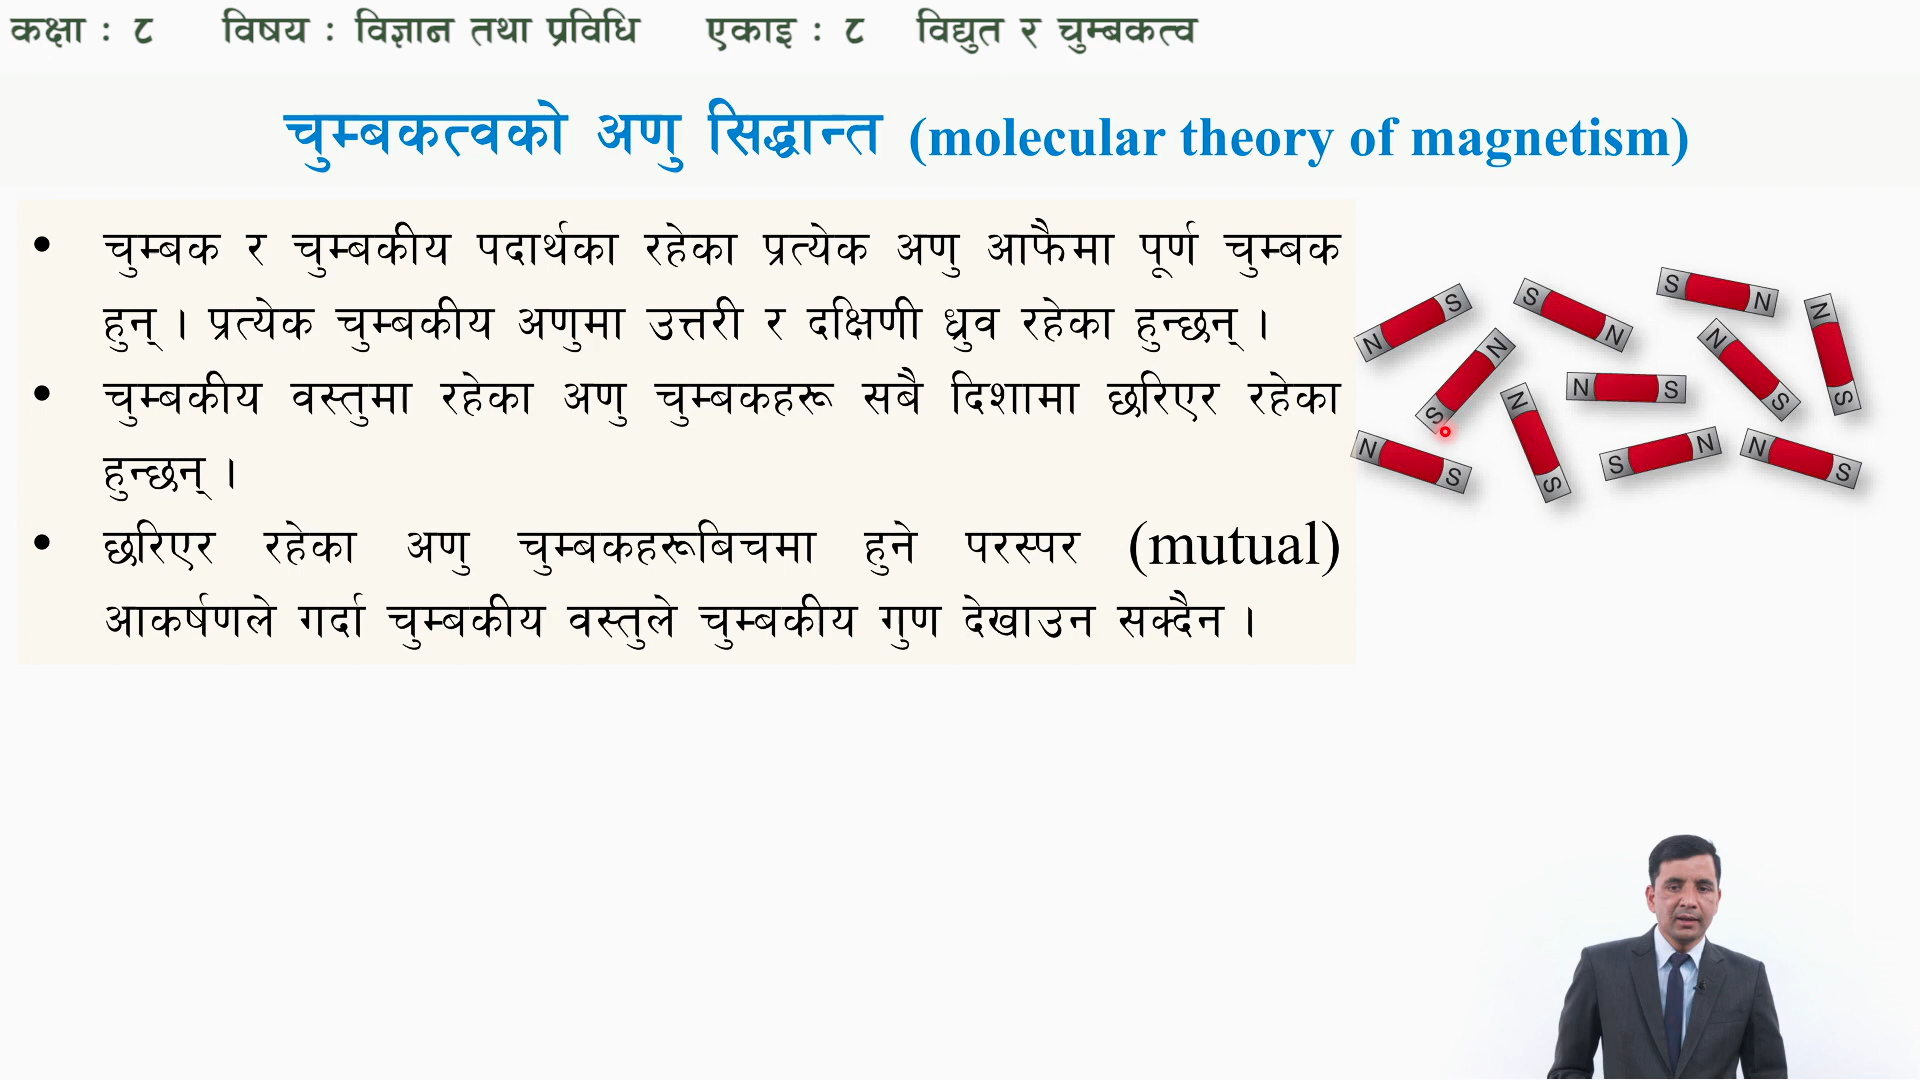 कक्षा : ८ विषय : विज्ञान तथा प्रविधि एकाइ : ८ विद्युत र चुम्बकत्व
चुम्बकत्वको अणु सिद्धान्त (molecular theory of magnetism)
• चुम्बक र चुम्बकीय पदार्थका रहेका प्रत्येक अणु आफैमा पूर्ण चुम्बक
हुन् । प्रत्येक चुम्बकीय अणुमा उत्तरी र दक्षिणी ध्रुव रहेका हुन्छन् ।
• चुम्बकीय वस्तुमा रहेका अणु चुम्बकहरू सबै दिशामा छरिएर रहेका
हुन्छन् ।
• छरिएर रहेका अणु चुम्बकहरूबिचमा हुने परस्पर (mutual)
आकर्षणले गर्दा चुम्बकीय वस्तुले चुम्बकीय गुण देखाउन सक्दैन ।
N S
S N
S N
N S
S N
N S
N S
N S
N S
S N
N S